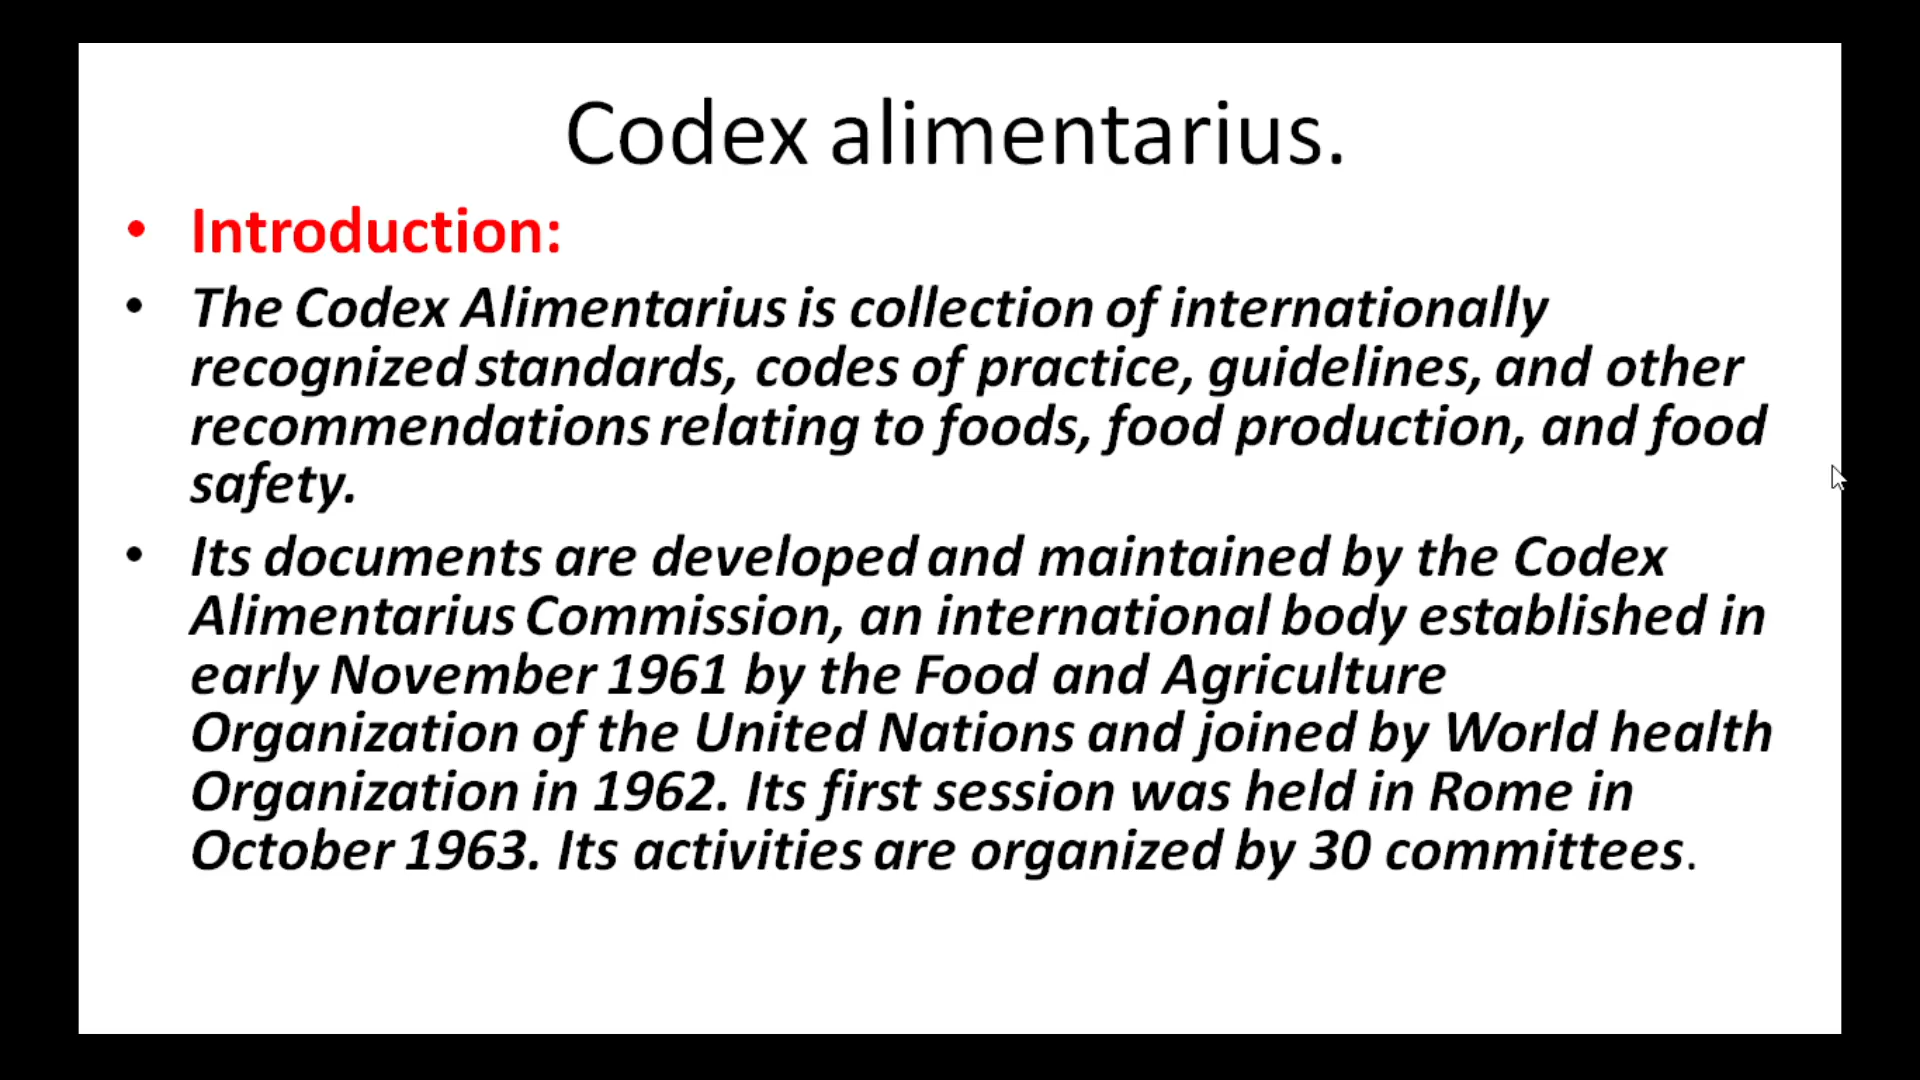 Codex alimentarius.
• Introduction:
• The Codex Alimentarius is collection of internationally
recognized standards, codes of practice, guidelines, and other
recommendations relating to foods, food production, and food
safety.
• Its documents are developed and maintained by the Codex
Alimentarius Commission, an international body established in
early November 1961 by the Food and Agriculture
Organization of the United Nations and joined by World health
Organization in 1962. Its first session was held in Rome in
October 1963. Its activities are organized by 30 committees.